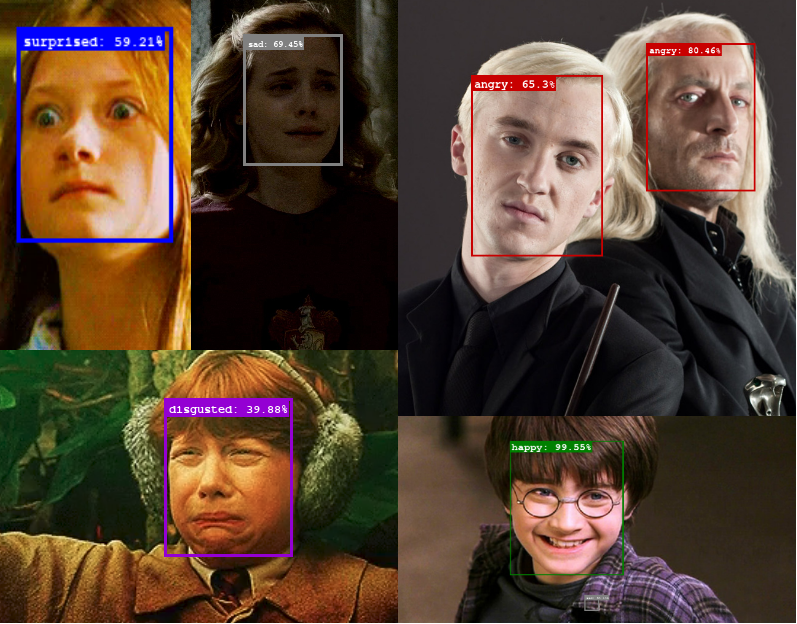 surprised: 59.21%
sad: 69.45%
angry: 65.3%
angry: 80.46%
disgusted: 39.88%
happy: 99.55%